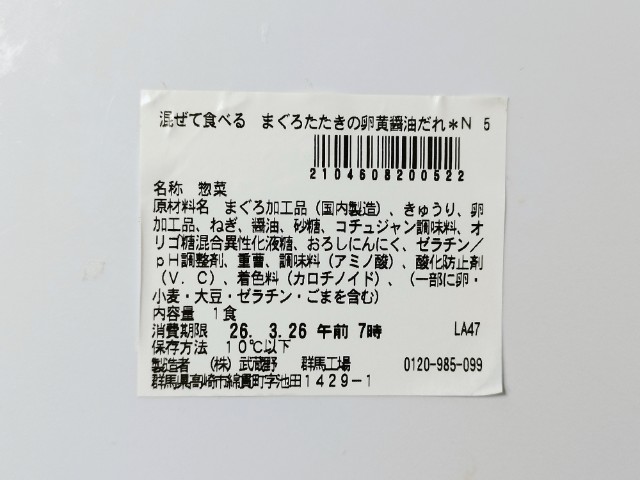 混ぜて食べる　まぐろたたきの卵黄醤油だれ＊Ｎ　5
2104608200522
名称　惣菜
原材料名　まぐろ加工品（国内製造）、きゅうり、卵
加工品、ねぎ、醤油、砂糖、コチュジャン調味料、オ
リゴ糖混合異性化液糖、おろしにんにく、ゼラチン／
ｐＨ調整剤、重曹、調味料（アミノ酸）、酸化防止剤
（Ｖ．Ｃ）、着色料（カロチノイド）、（一部に卵・
小麦・大豆・ゼラチン・ごまを含む）
内容量　１食
消費期限　26. 3.26 午前 7時　LA47
保存方法　１０℃以下
製造者　（株）武蔵野　群馬工場　0120-985-099
群馬県高崎市綿貫町字池田１４２９－１